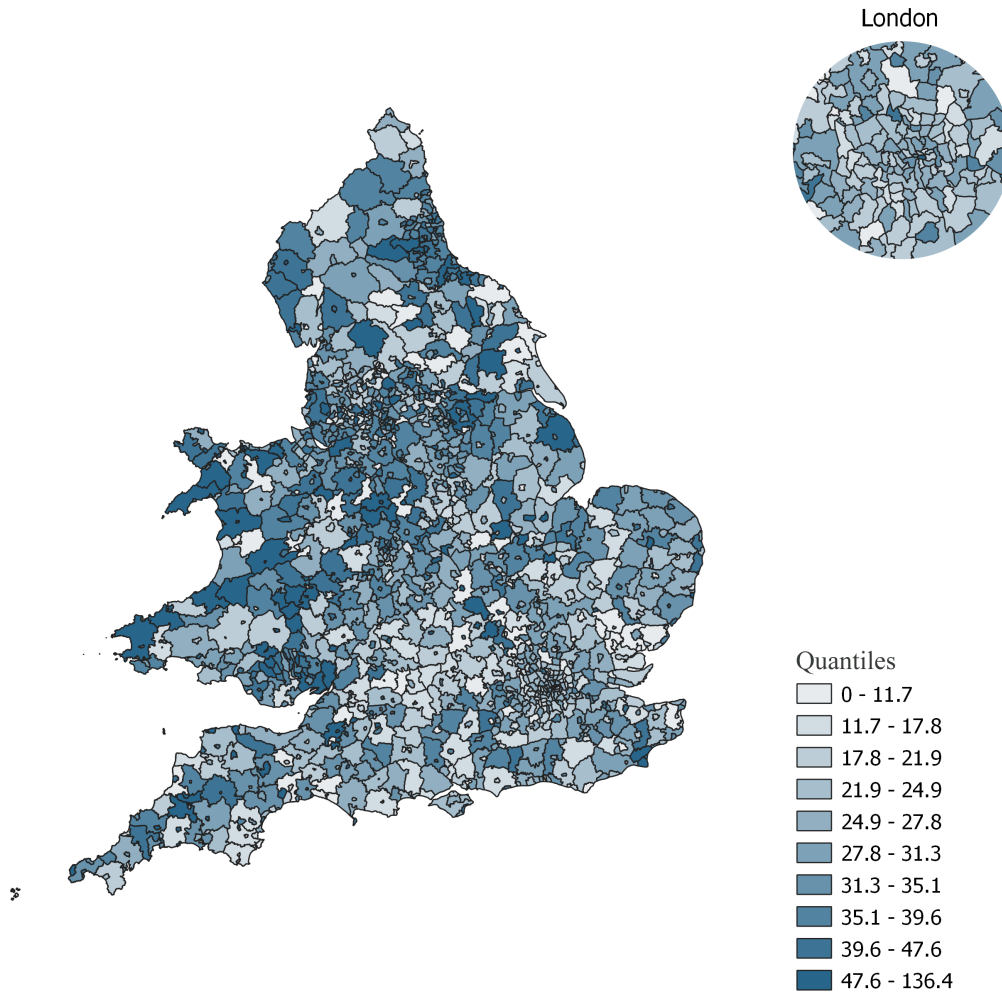 London
Quantiles
0 - 11.7
11.7 - 17.8
17.8 - 21.9
21.9 - 24.9
24.9 - 27.8
27.8 - 31.3
31.3 - 35.1
35.1 - 39.6
39.6 - 47.6
47.6 - 136.4